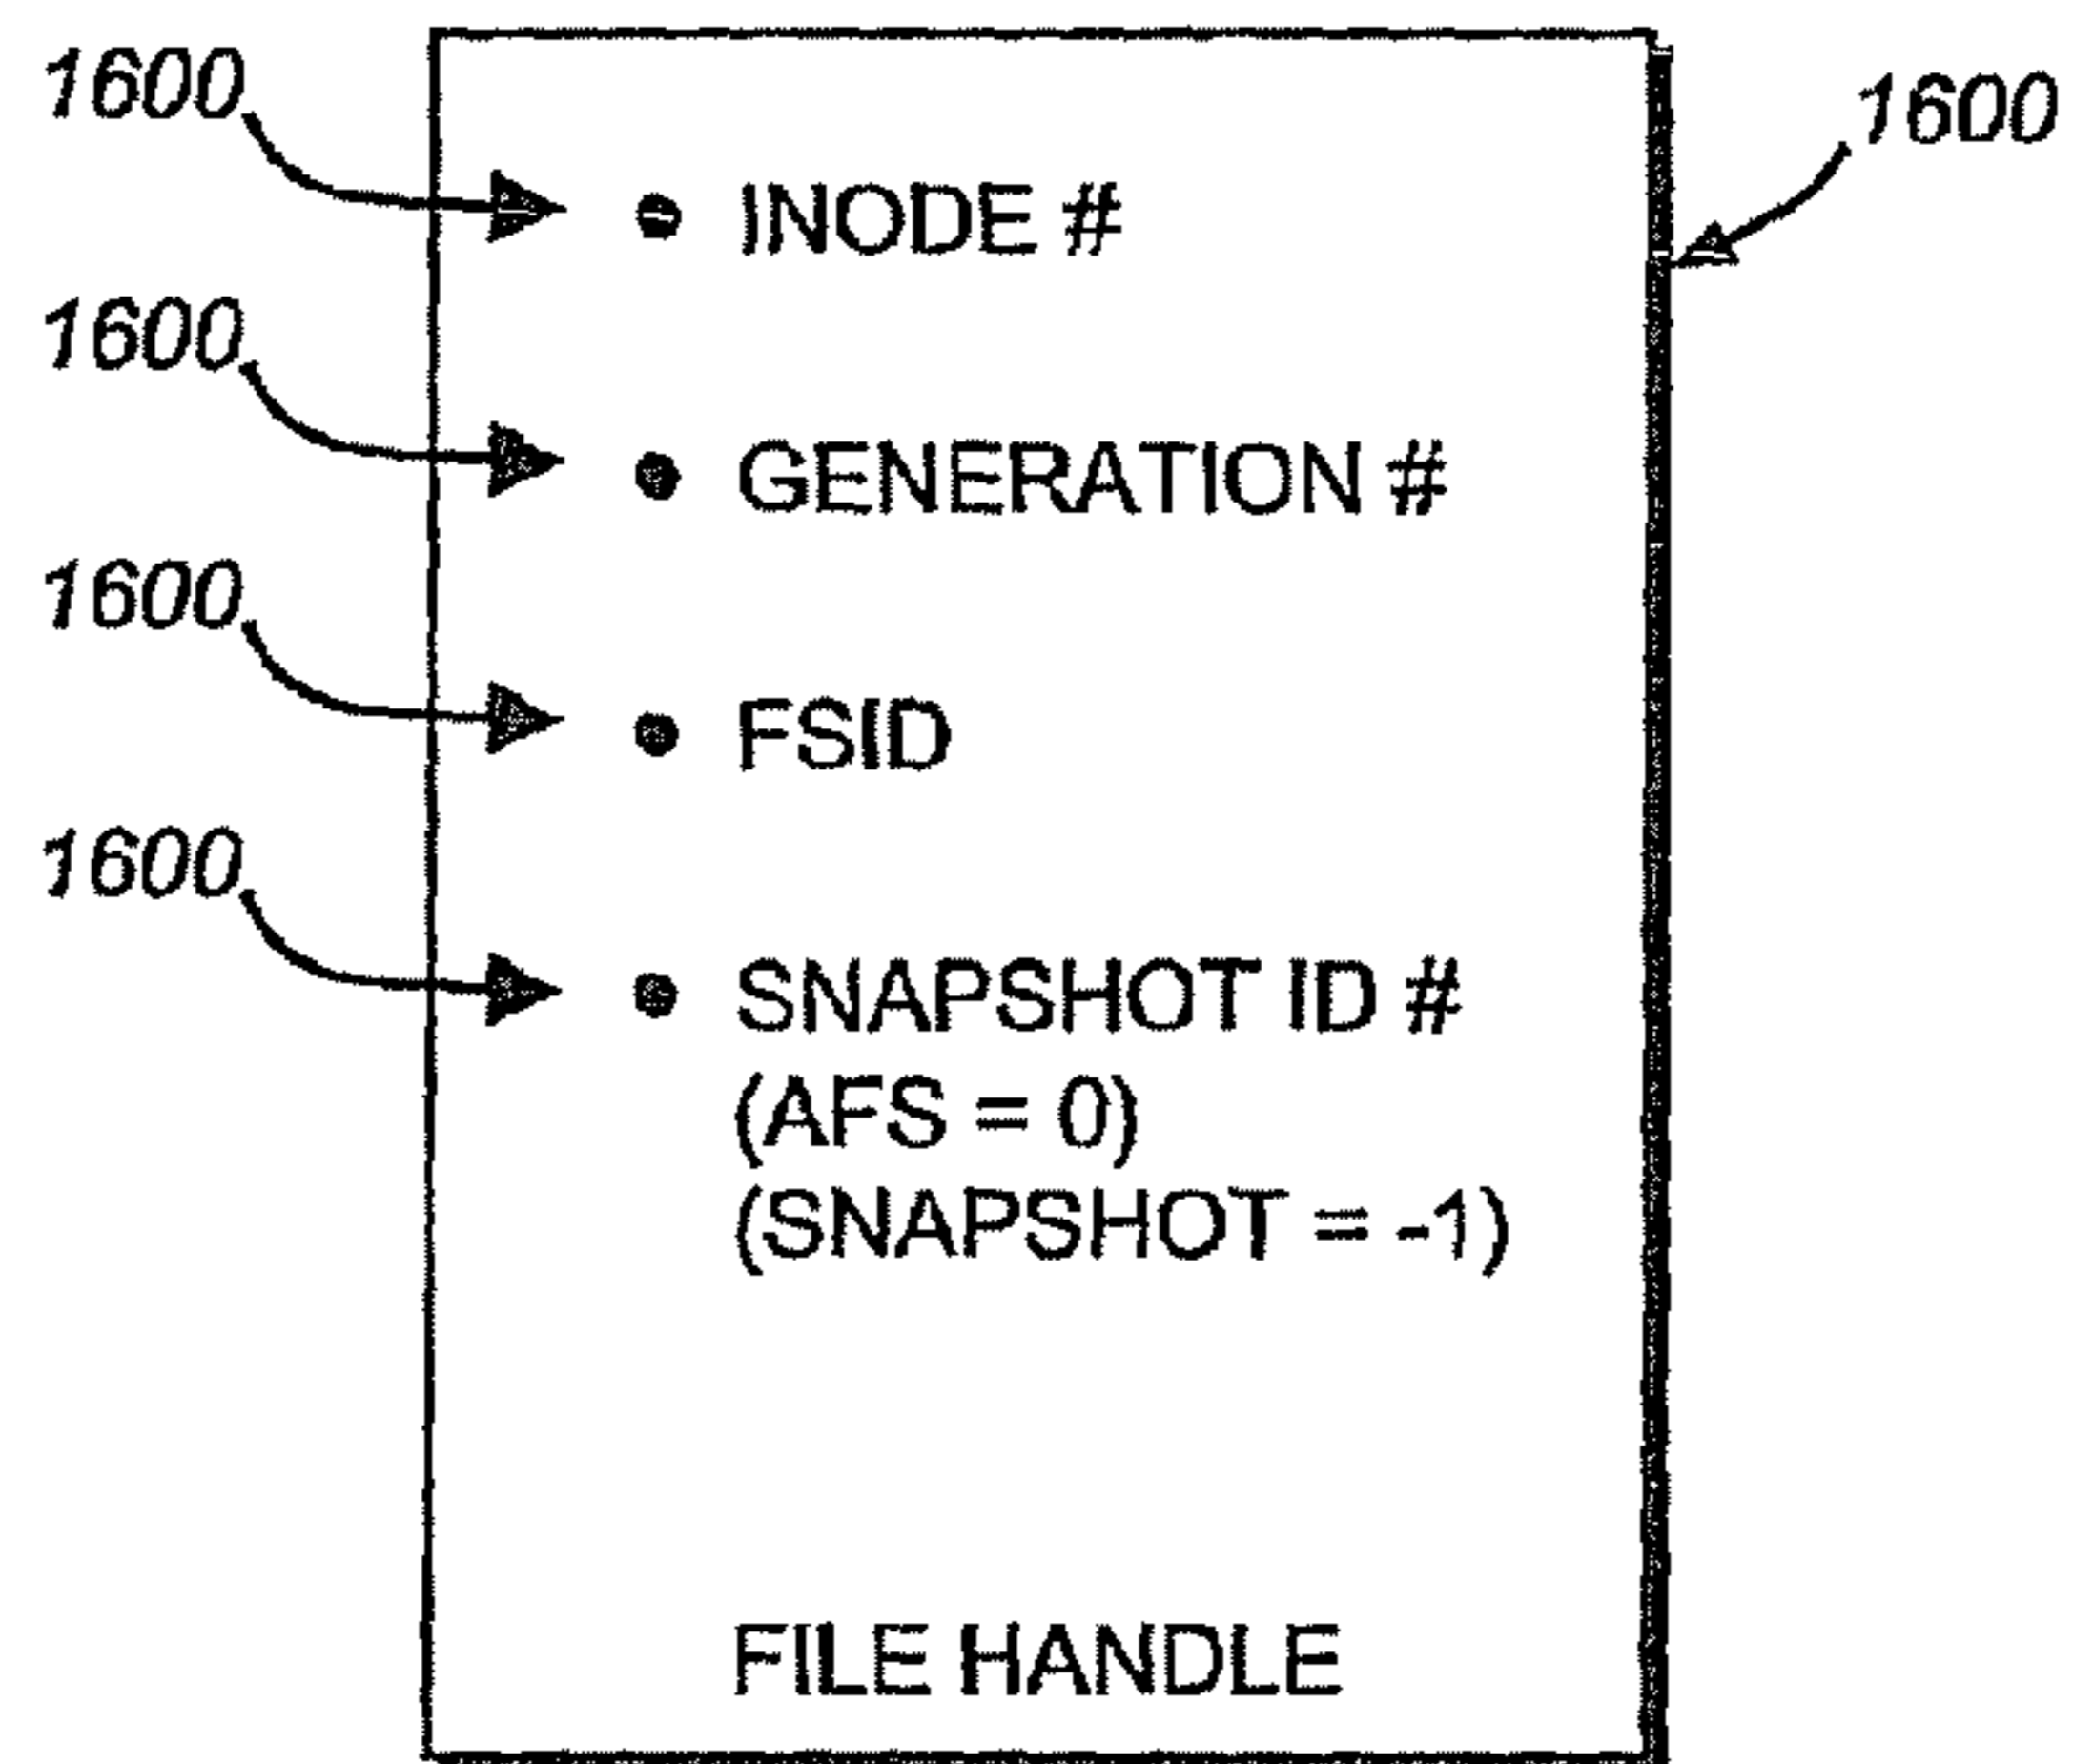 1600
1600
INODE #
1600
GENERATION #
1600
FSID
1600
SNAPSHOT ID #
(AFS = 0)
(SNAPSHOT = -1)
FILE HANDLE